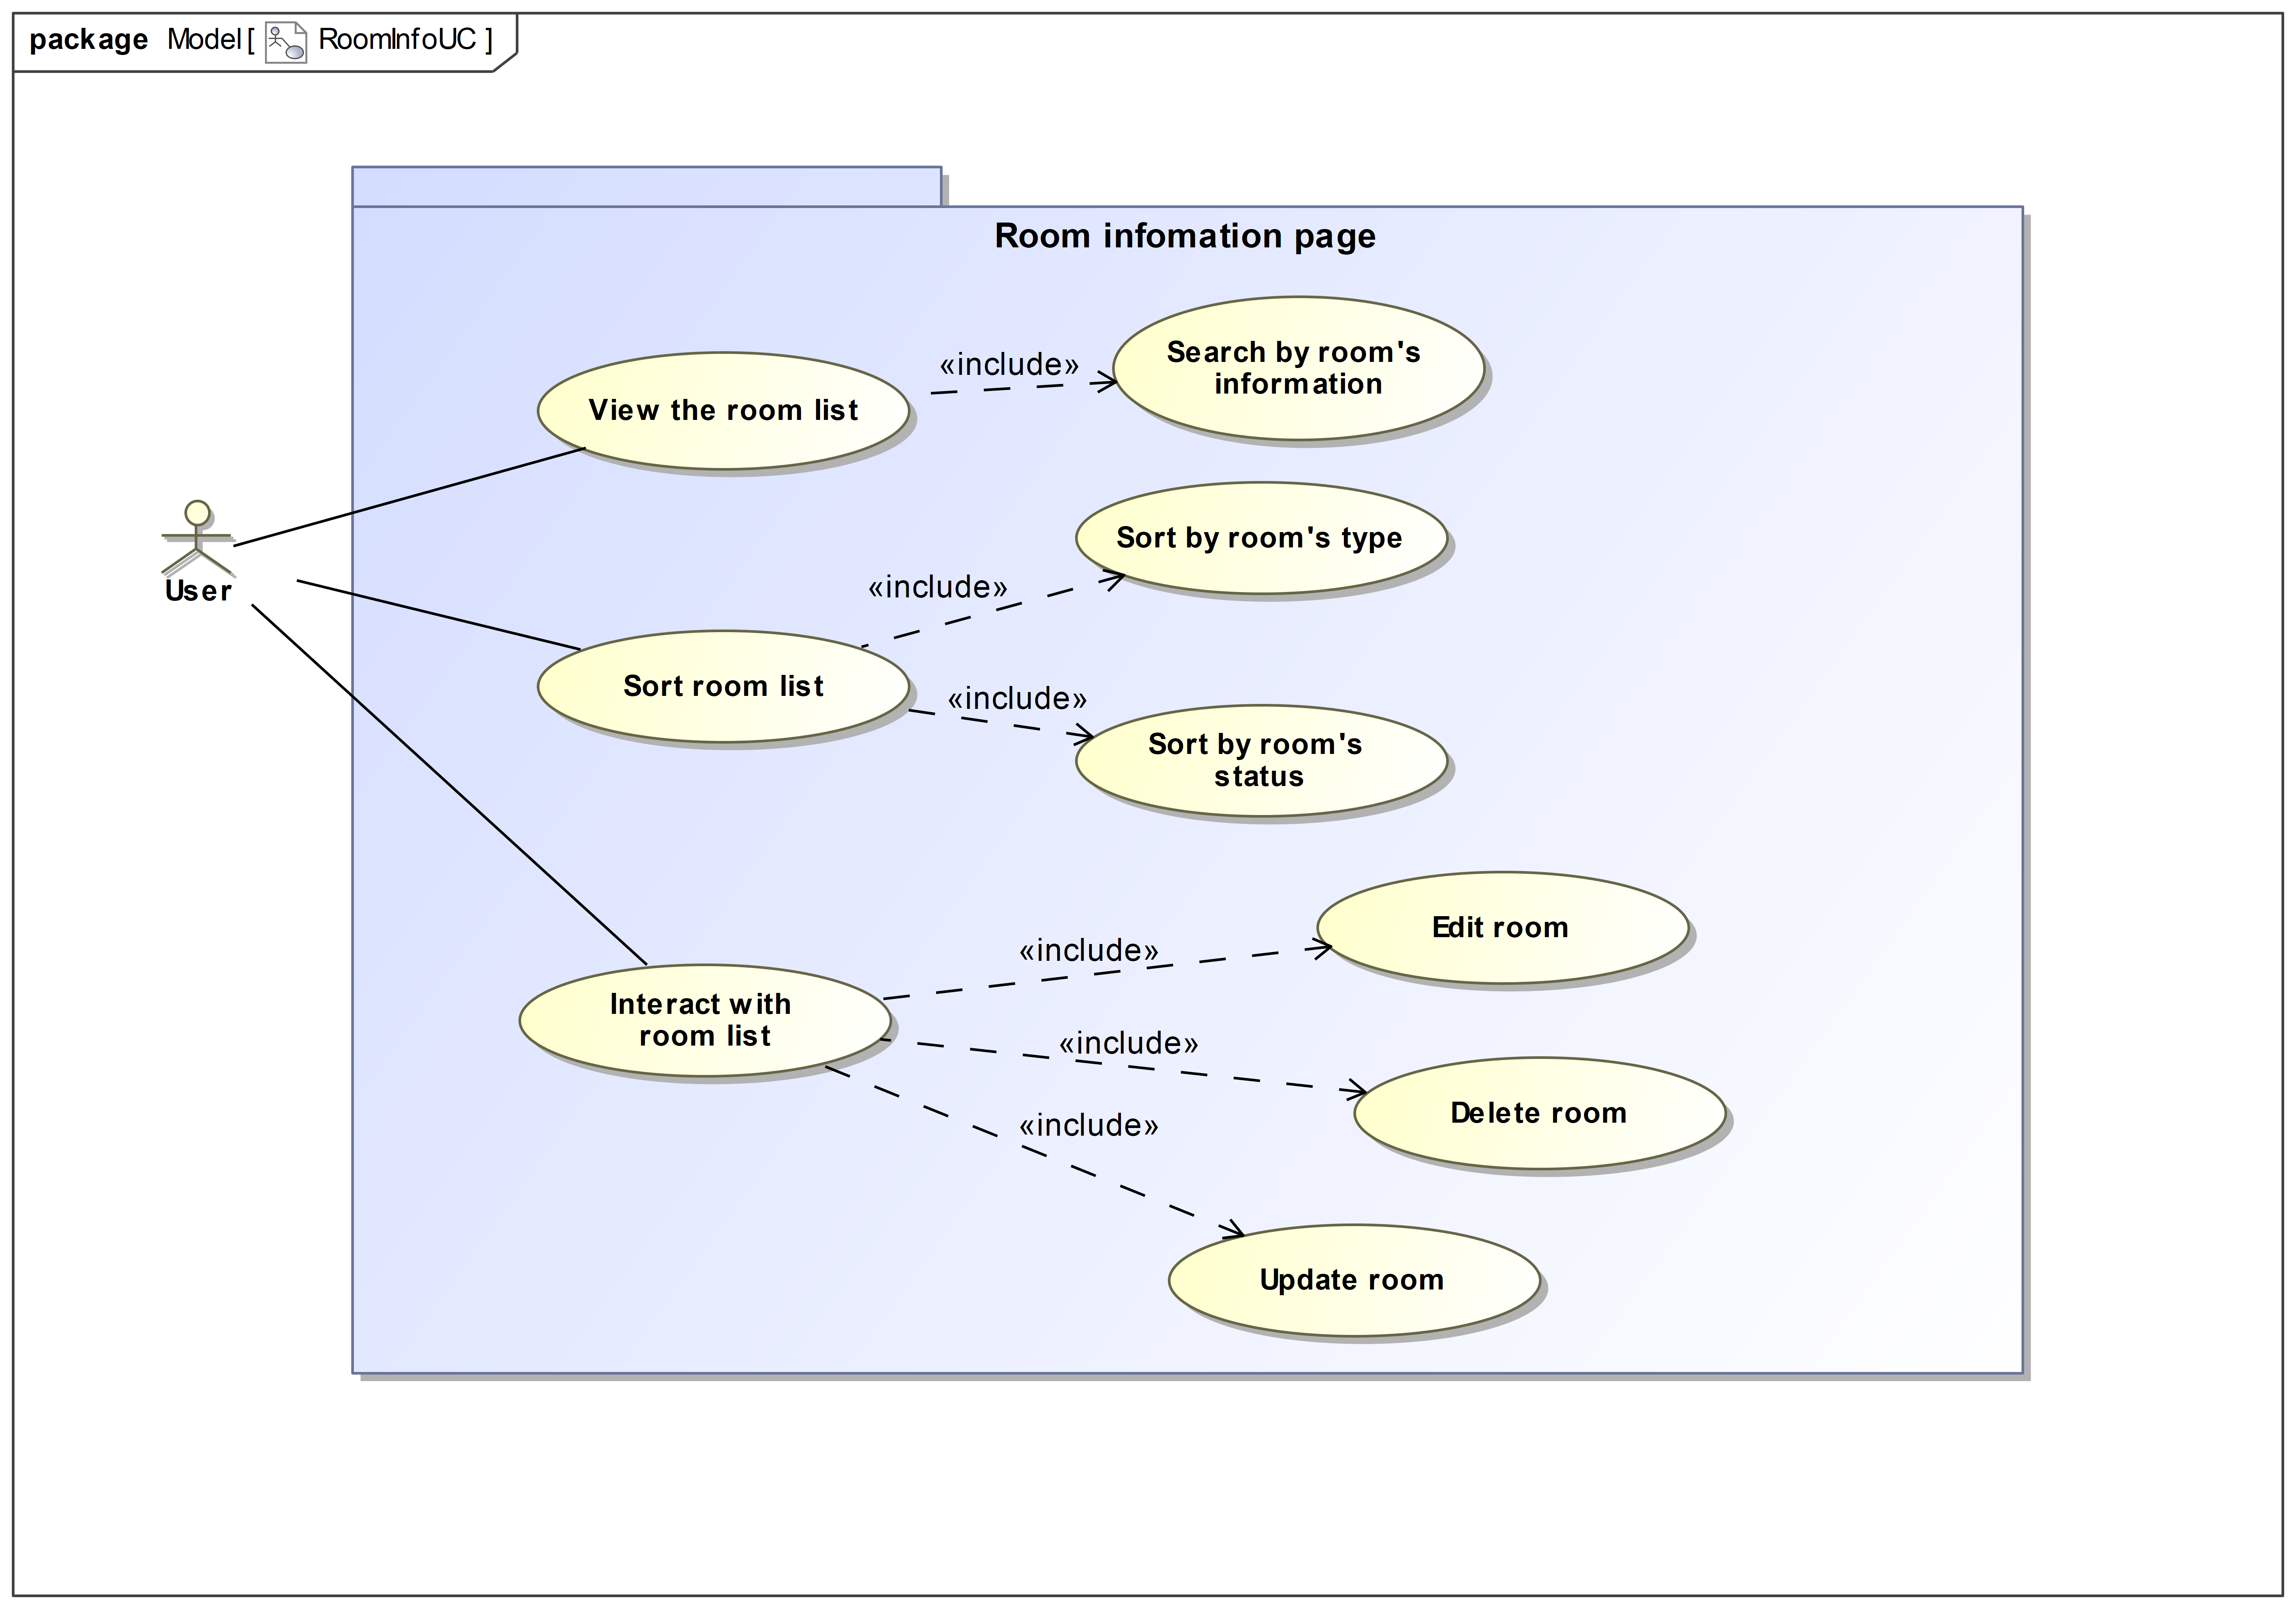 package Model[ RoomInfoUC ]
Room infomation page
View the room list
«include»
Search by room's
information
User
Sort room list
«include»
Sort by room's type
«include»
Sort by room's
status
Interact with
room list
«include»
Edit room
«include»
Delete room
«include»
Update room